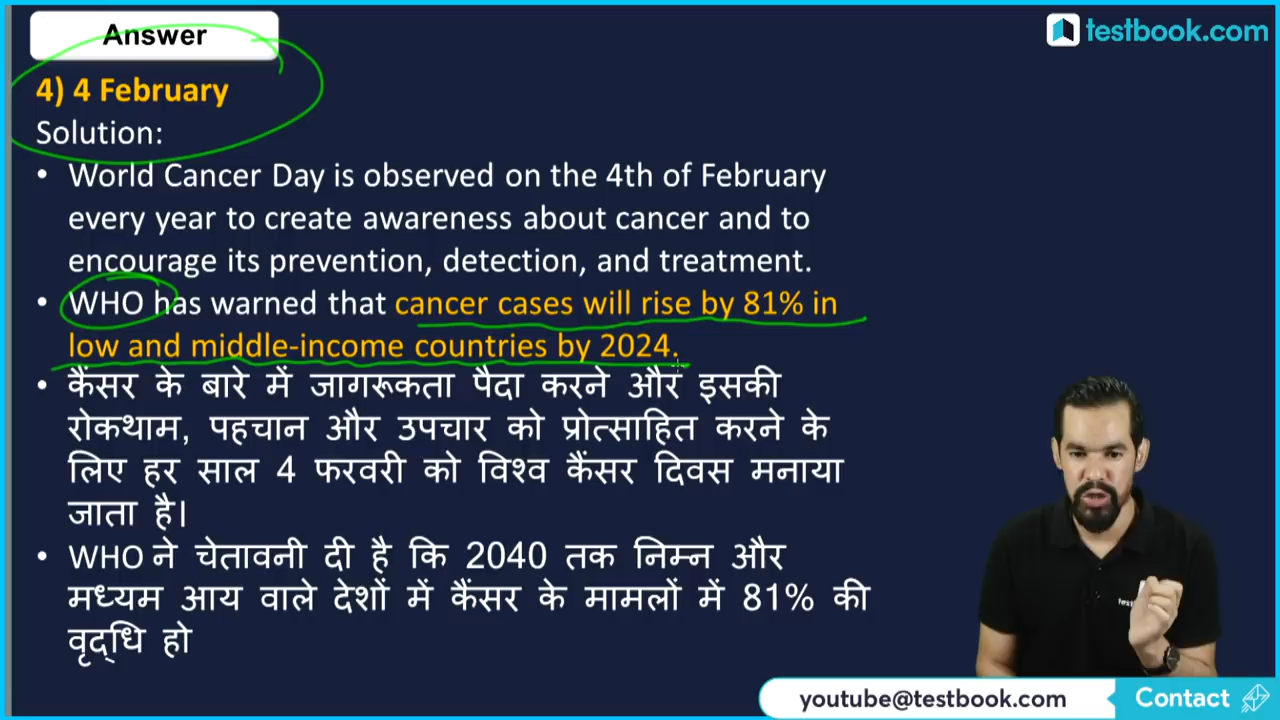 Answer
testbook.com
4) 4 February
Solution:
• World Cancer Day is observed on the 4th of February
every year to create awareness about cancer and to
encourage its prevention, detection, and treatment.
• WHO has warned that cancer cases will rise by 81% in
low and middle-income countries by 2024.
• कैंसर के बारे में जागरूकता पैदा करने और इसकी
रोकथाम, पहचान और उपचार को प्रोत्साहित करने के
लिए हर साल 4 फरवरी को विश्व कैंसर दिवस मनाया
जाता है।
• WHO ने चेतावनी दी है कि 2040 तक निम्न और
मध्यम आय वाले देशों में कैंसर के मामलों में 81% की
वृद्धि हो
youtube@testbook.com
Contact